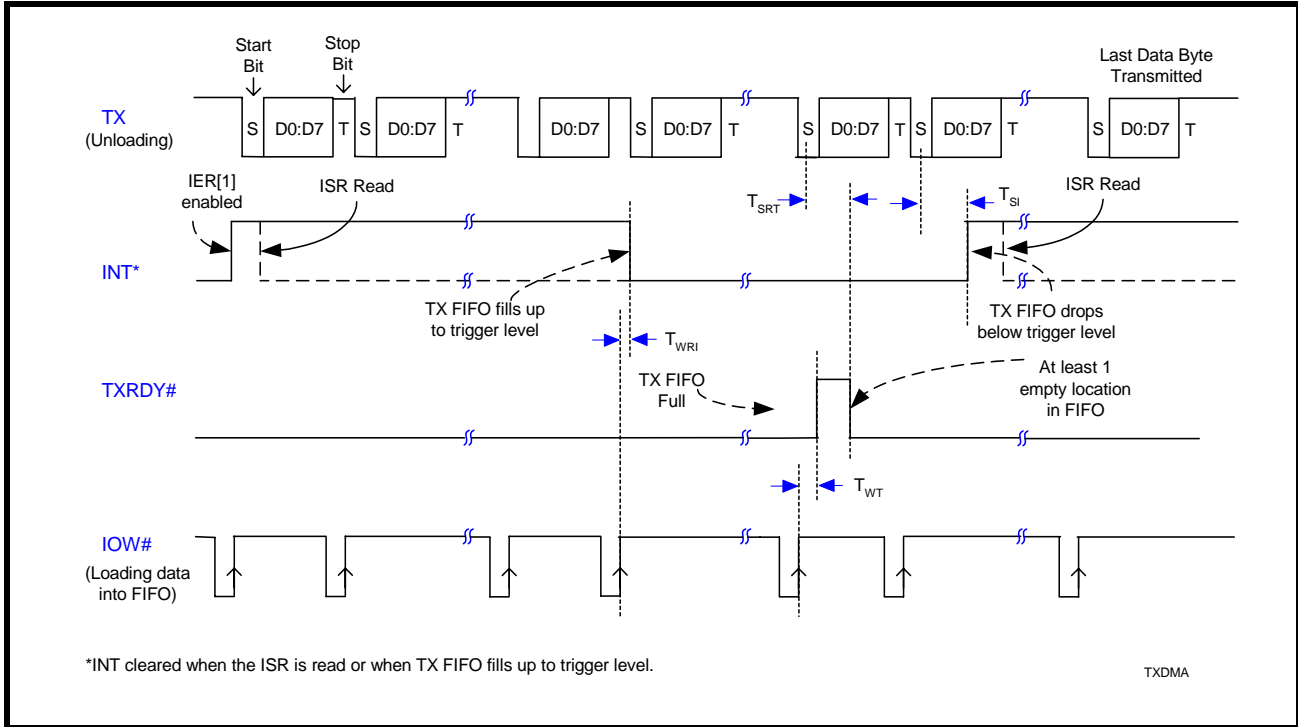 Start
Bit
Stop
Bit
Last Data Byte
Transmitted
TX
(Unloading)
S D0:D7 T S D0:D7 T D0:D7 S D0:D7 T S D0:D7 T S D0:D7 T S D0:D7 T
IER[1]
enabled
ISR Read
TSRT
TSI
ISR Read
INT*
TX FIFO fills up
to trigger level
TX FIFO drops
below trigger level
TWRI
TXRDY#
TX FIFO
Full
At least 1
empty location
in FIFO
TWT
IOW#
(Loading data
into FIFO)
*INT cleared when the ISR is read or when TX FIFO fills up to trigger level.
TXDMA